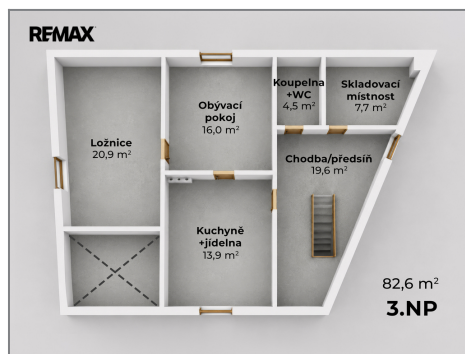 RE/MAX
Koupelna
+WC
4,5 m²
Skladovací
místnost
7,7 m²
Obývací
pokoj
16,0 m²
Ložnice
20,9 m²
Chodba/předsíň
19,6 m²
Kuchyně
+jídelna
13,9 m²
82,6 m²
3.NP